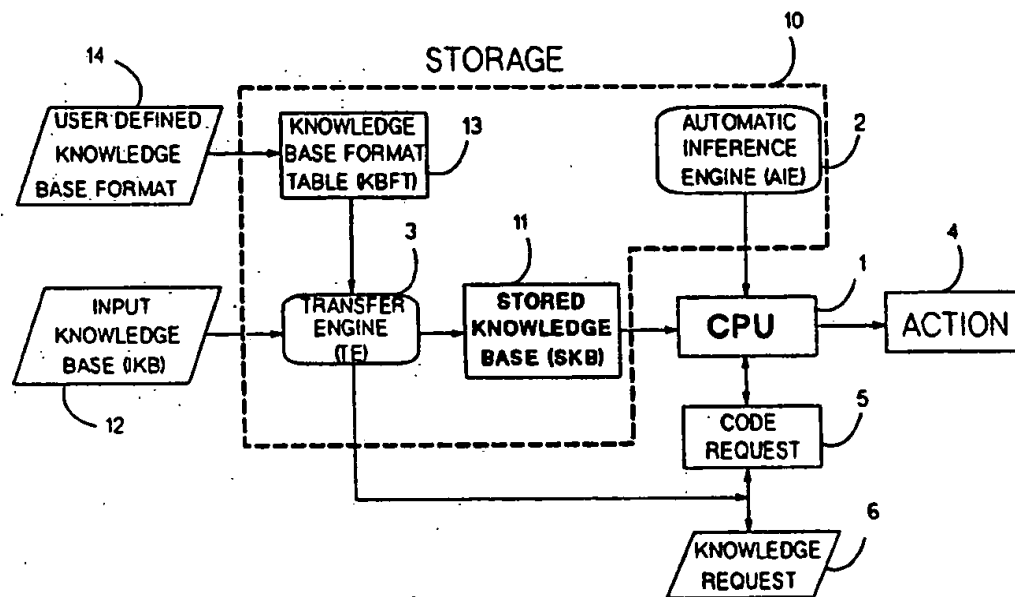 10
STORAGE
14
USER DEFINED
KNOWLEDGE
BASE FORMAT
KNOWLEDGE
BASE FORMAT
TABLE (KBFT)
13
AUTOMATIC
INFERENCE
ENGINE (AIE)
2
3
11
1
4
INPUT
KNOWLEDGE
BASE (IKB)
12
TRANSFER
ENGINE
(TE)
STORED
KNOWLEDGE
BASE (SKB)
CPU
ACTION
CODE
REQUEST
5
KNOWLEDGE
REQUEST
6